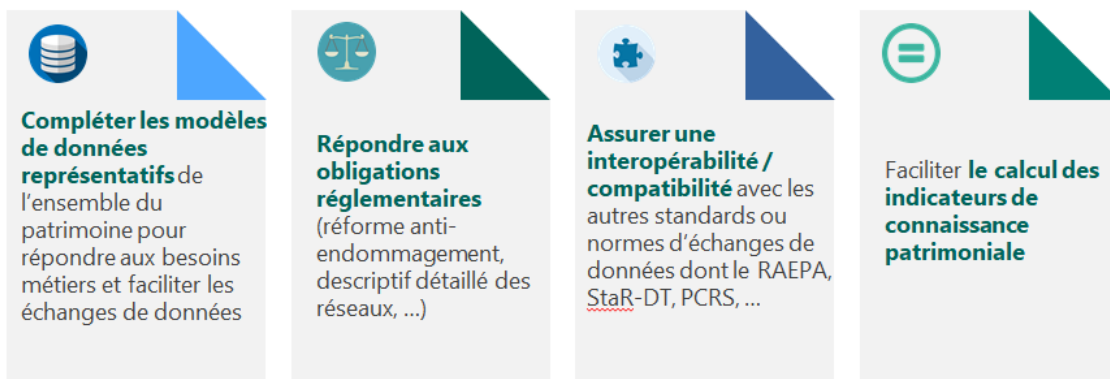 Compléter les modèles
de données
représentatifs de
l’ensemble du
patrimoine pour
répondre aux besoins
métiers et faciliter les
échanges de données
Répondre aux
obligations
réglementaires
(réforme anti-
endommagement,
descriptif détaillé des
réseaux, ...)
Assurer une
interopérabilité /
compatibilité avec les
autres standards ou
normes d’échanges de
données dont le RAEPA,
StaR-DT, PCRS, ...
Faciliter le calcul des
indicateurs de
connaissance
patrimoniale